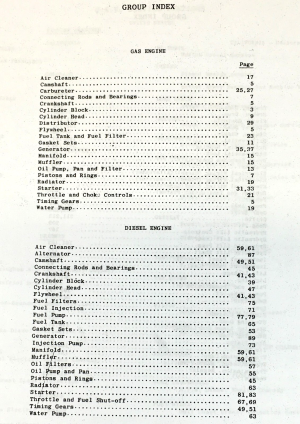 GROUP INDEX
GAS ENGINE
Page
Air Cleaner 17
Camshaft 5
Carbureter 25,27
Connecting Rods and Bearings 7
Crankshaft 5
Cylinder Block 3
Cylinder Head 9
Distributor 29
Flywheel 5
Fuel Tank and Fuel Filter 23
Gasket Sets 11
Generator 35,37
Manifold 15
Muffler 15
Oil Pump, Pan and Filter 13
Pistons and Rings 7
Radiator 19
Starter 31,33
Throttle and Choke Controls 21
Timing Gears 5
Water Pump 19
DIESEL ENGINE
Air Cleaner 59,61
Alternator 87
Camshaft 49,51
Connecting Rods and Bearings 45
Crankshaft 41,43
Cylinder Block 39
Cylinder Head 47
Flywheel 41,43
Fuel Filters 75
Fuel Injection 71
Fuel Pump 77,79
Fuel Tank 65
Gasket Sets 53
Generator 89
Injection Pump 73
Manifold 59,61
Muffler 59,61
Oil Filters 57
Oil Pump and Pan 55
Pistons and Rings 45
Radiator 63
Starter 81,83
Throttle and Fuel Shut-off 67,69
Timing Gears 49,51
Water Pump 63